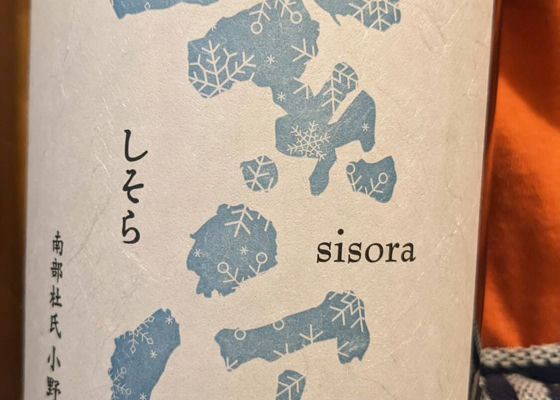 しそら
sisora
南部杜氏 小野